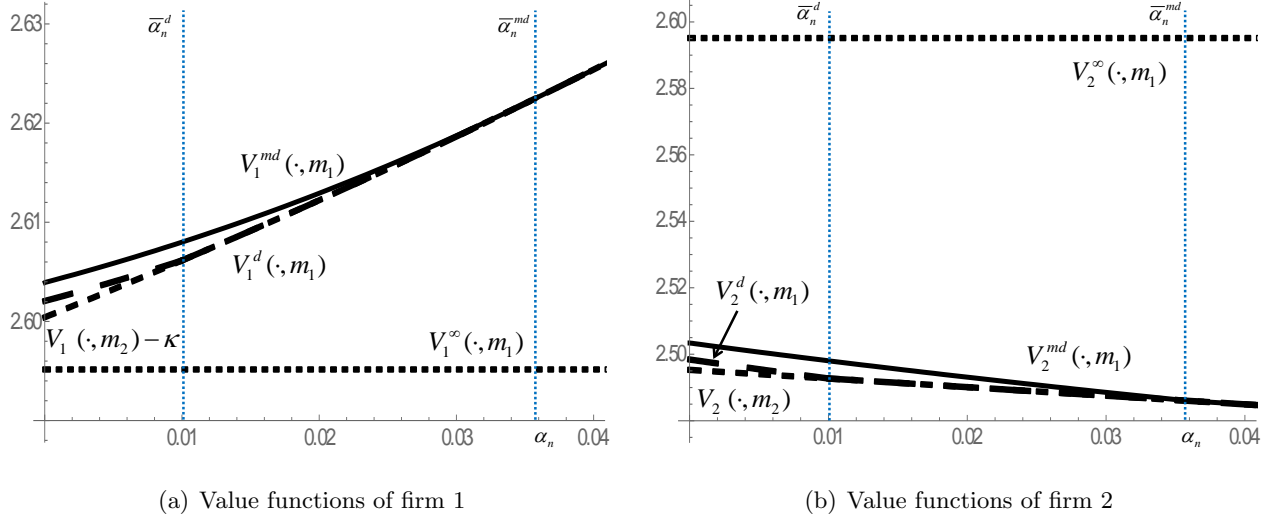 2.63
2.62
2.61
2.60
0.01
0.02
0.03
0.04
α_n
ᾱ_n^d
ᾱ_n^{md}
V_1^{md}(·,m_1)
V_1^d(·,m_1)
V_1(·,m_2)−κ
V_1^∞(·,m_1)
(a) Value functions of firm 1
2.60
2.58
2.56
2.54
2.52
2.50
0.01
0.02
0.03
0.04
α_n
ᾱ_n^d
ᾱ_n^{md}
V_2^∞(·,m_1)
V_2^d(·,m_1)
V_2^{md}(·,m_1)
V_2(·,m_2)
(b) Value functions of firm 2